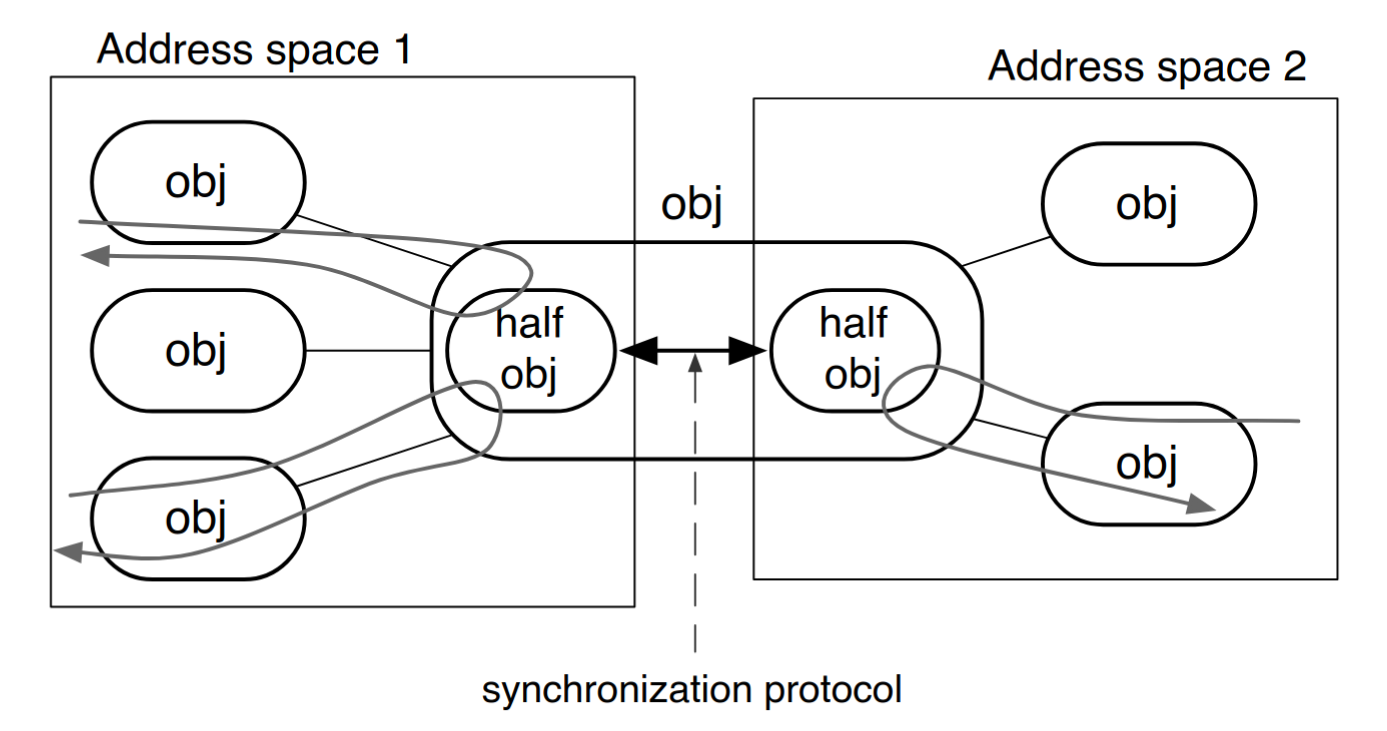 Address space 1
Address space 2
obj
obj
obj
obj
half
obj
half
obj
obj
obj
obj
synchronization protocol